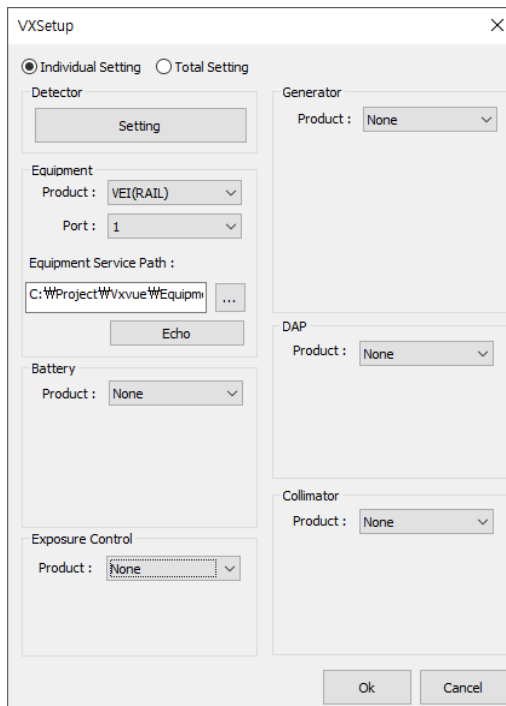 VXSetup
Individual Setting
Total Setting
Detector
Setting
Equipment
Product :
VEI(RAIL)
Port :
1
Equipment Service Path :
C:₩Project₩Vxvue₩Equipm
...
Echo
Battery
Product :
None
Exposure Control
Product :
None
Generator
Product :
None
DAP
Product :
None
Collimator
Product :
None
Ok
Cancel